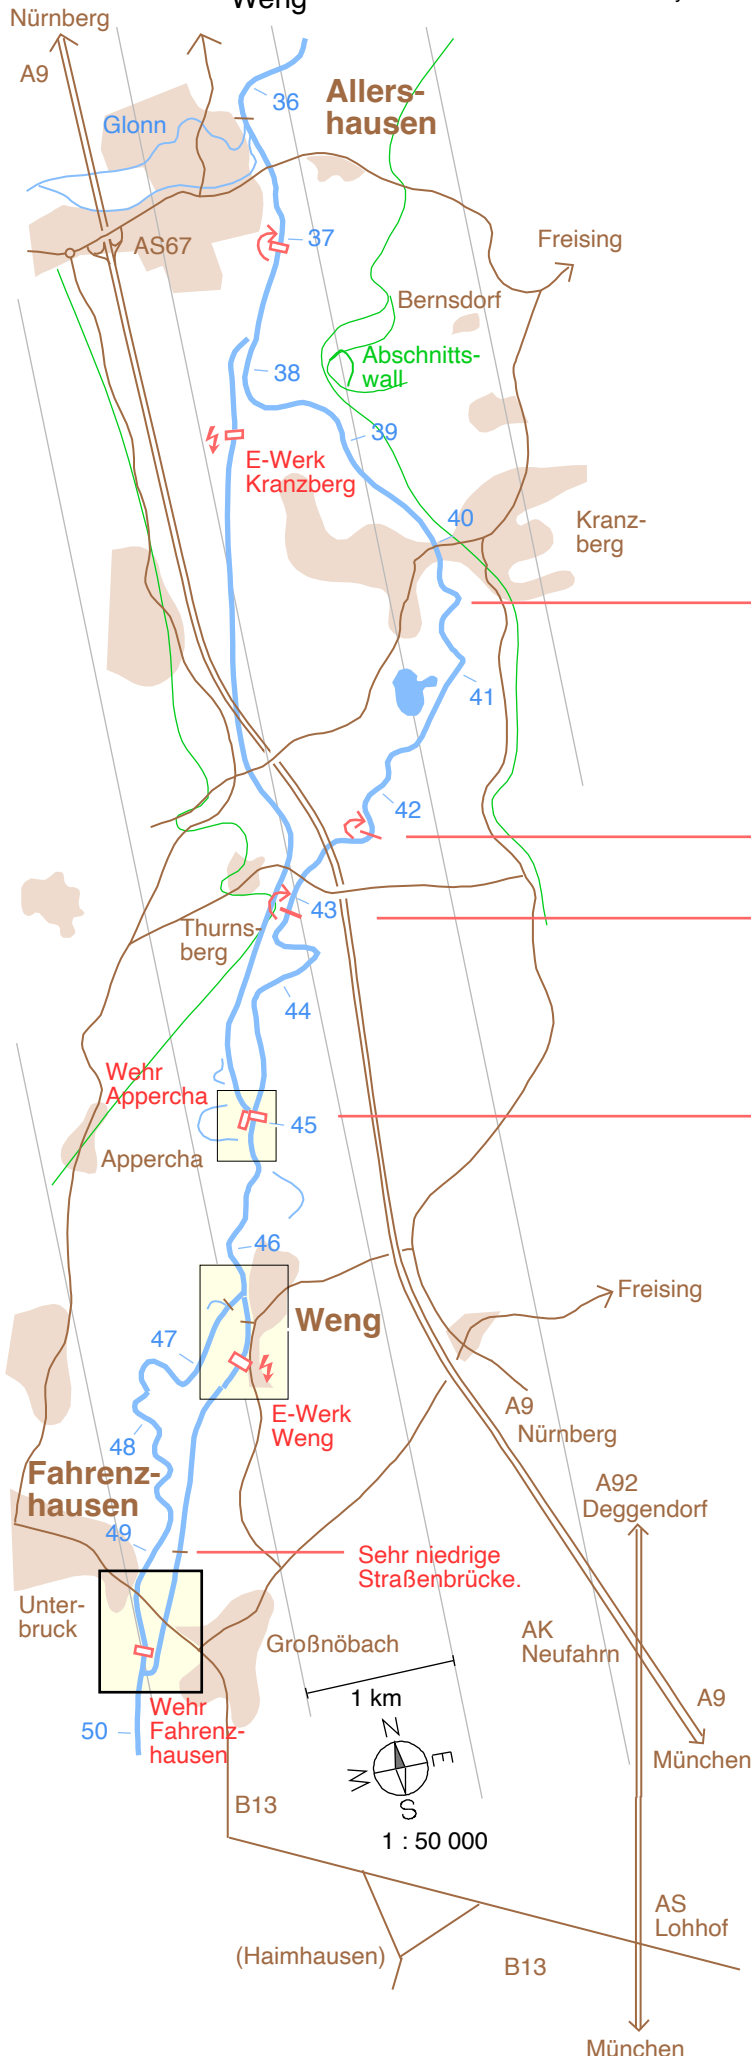 Weng
Nürnberg
A9
36
Allers-
hausen
Glonn
37
AS67
Freising
Bernsdorf
Abschnitts-
wall
38
39
E-Werk
Kranzberg
40
Kranz-
berg
41
42
43
Thurns-
berg
44
Wehr
Appercha
45
Appercha
46
Freising
Weng
47
A9
Nürnberg
E-Werk
Weng
48
Fahrenz-
hausen
A92
Deggendorf
49
Sehr niedrige
Straßenbrücke.
Unter-
bruck
AK
Neufahrn
Großnöbach
1 km
A9
Wehr
Fahrenz-
hausen
50
N
E
W
S
München
B13
1 : 50 000
AS
Lohhof
(Haimhausen)
B13
München